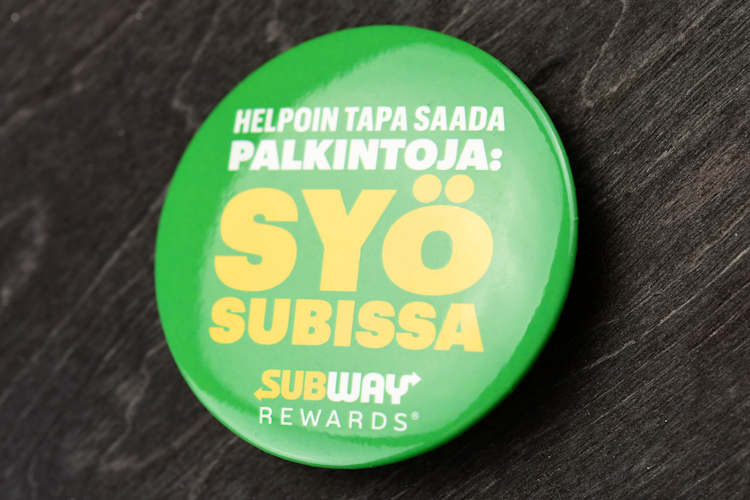 HELPOIN TAPA SAADA
PALKINTOJA:
SYÖ
SUBISSA
SUBWAY
REWARDS®